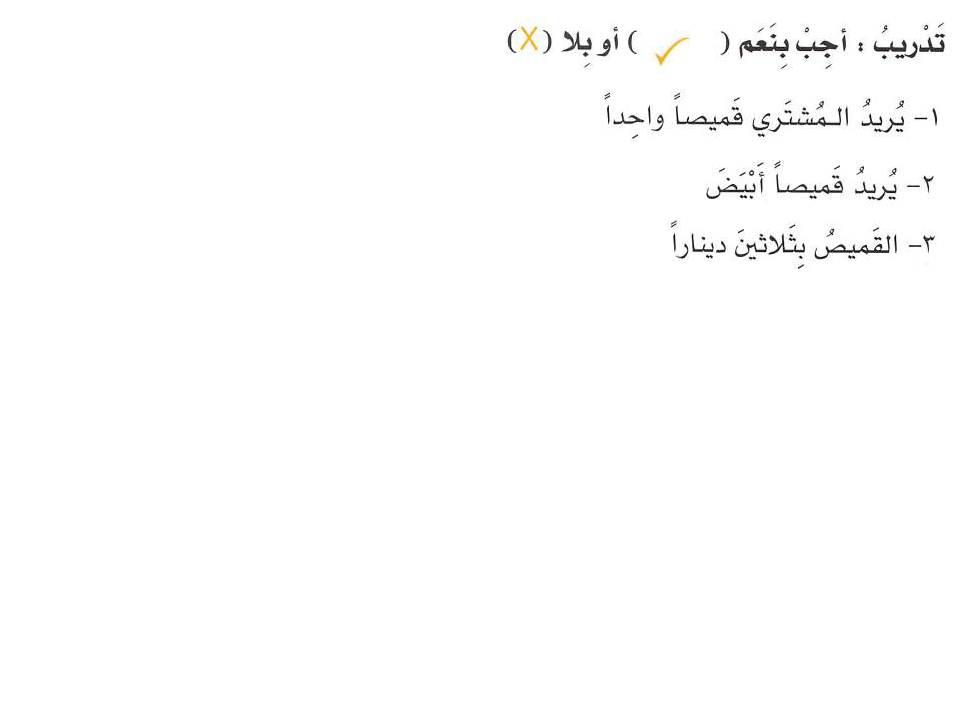 تَدْريبُ : أجِبْ بِنَعَم ( ✓ ) أو بِلا (X)
١- يُريدُ الـمُشتَري قَميصاً واحِداً
٢- يُريدُ قَميصاً أَبْيَضَ
٣- القَميصُ بِثَلاثينَ ديناراً